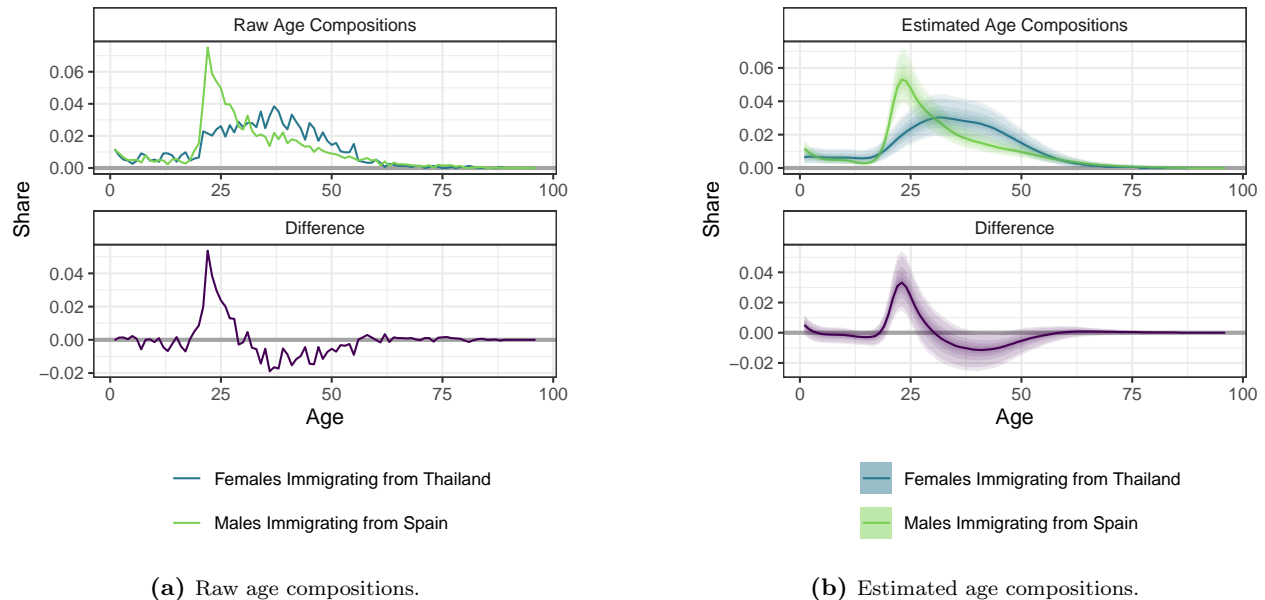 Raw Age Compositions
0.06
0.04
0.02
0.00
0 25 50 75 100
Difference
0.04
0.02
0.00
−0.02
0 25 50 75 100
Share
Age
Females Immigrating from Thailand
Males Immigrating from Spain
(a) Raw age compositions.
Estimated Age Compositions
0.06
0.04
0.02
0.00
0 25 50 75 100
Difference
0.04
0.02
0.00
−0.02
0 25 50 75 100
Share
Age
Females Immigrating from Thailand
Males Immigrating from Spain
(b) Estimated age compositions.